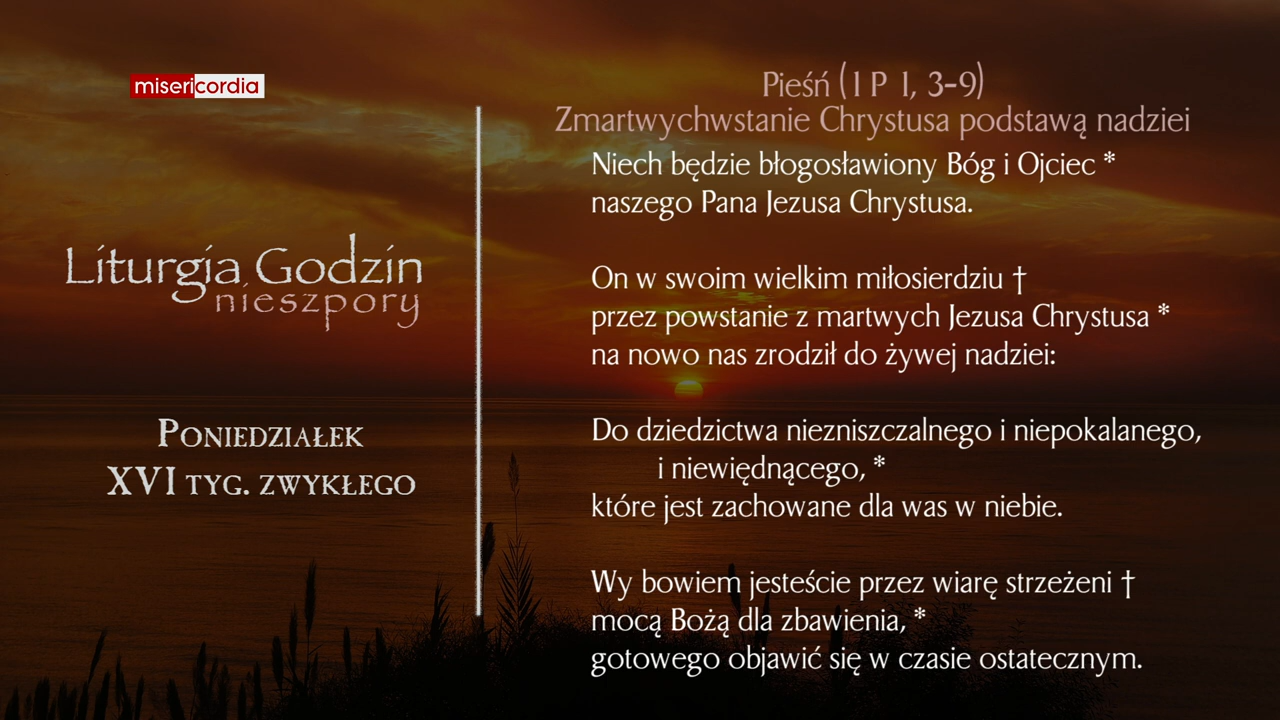 misericordia
Liturgia Godzin
nieszpory
Poniedziałek
XVI tyg. zwykłego
Pieśń (1 P 1, 3-9)
Zmartwychwstanie Chrystusa podstawą nadziei
Niech będzie błogosławiony Bóg i Ojciec *
naszego Pana Jezusa Chrystusa.
On w swoim wielkim miłosierdziu †
przez powstanie z martwych Jezusa Chrystusa *
na nowo nas zrodził do żywej nadziei:
Do dziedzictwa niezniszczalnego i niepokalanego,
i niewiędnącego, *
które jest zachowane dla was w niebie.
Wy bowiem jesteście przez wiarę strzeżeni †
mocą Bożą dla zbawienia, *
gotowego objawić się w czasie ostatecznym.